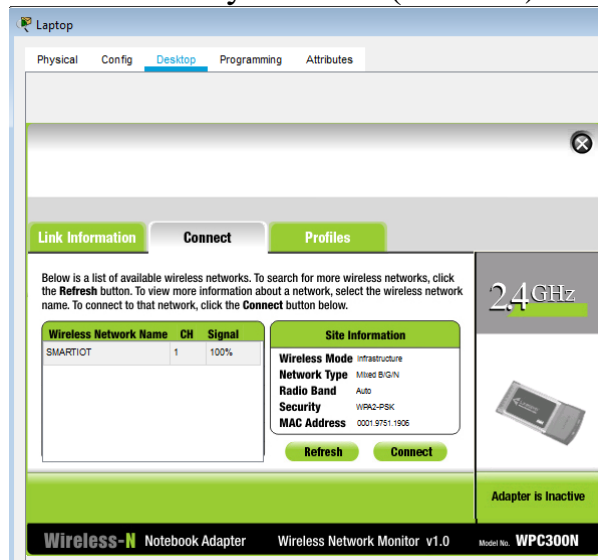 Laptop
Physical Config Desktop Programming Attributes
Link Information Connect Profiles
Below is a list of available wireless networks. To search for more wireless networks, click
the Refresh button. To view more information about a network, select the wireless network
name. To connect to that network, click the Connect button below.
2.4GHz
Wireless Network Name CH Signal
SMARTIOT 1 100%
Site Information
Wireless Mode Infrastructure
Network Type Mixed B/G/N
Radio Band Auto
Security WPA2-PSK
MAC Address 0001.9751.1906
Refresh Connect
Adapter is Inactive
Wireless-N Notebook Adapter Wireless Network Monitor v1.0 Model No. WPC300N